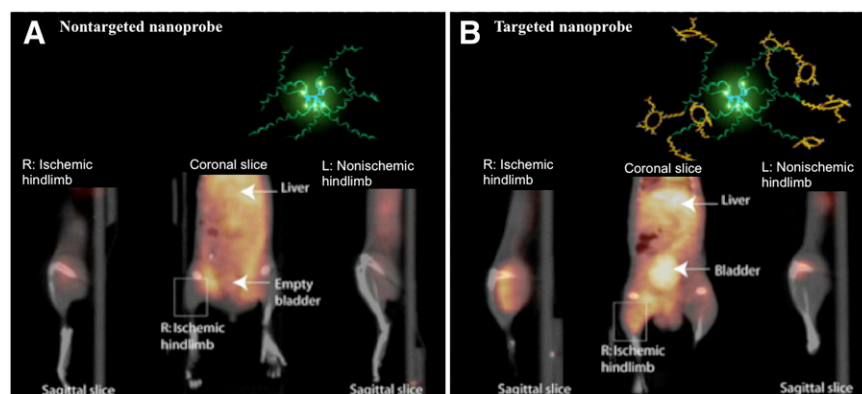 A Nontargeted nanoprobe
R: Ischemic
hindlimb
Coronal slice
L: Nonischemic
hindlimb
Liver
Empty
bladder
R:Ischemic
hindlimb
Sagittal slice
Sagittal slice
B Targeted nanoprobe
R: Ischemic
hindlimb
Coronal slice
L: Nonischemic
hindlimb
Liver
Bladder
R:Ischemic
hindlimb
Sagittal slice
Sagittal slice